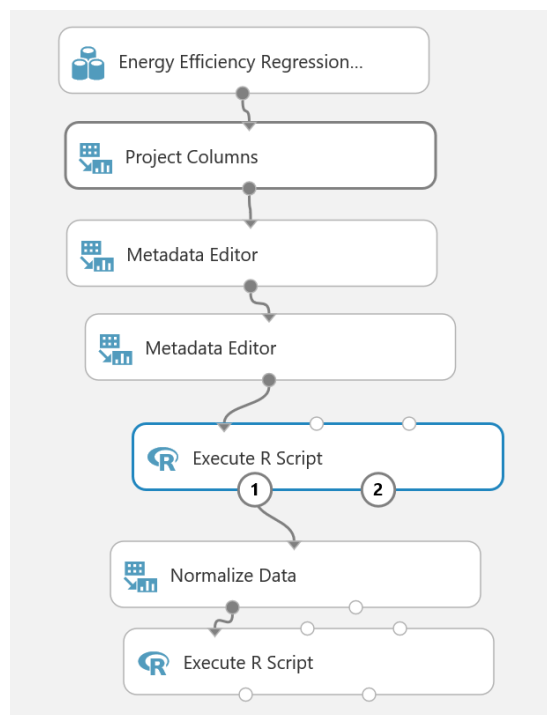 Energy Efficiency Regression...
Project Columns
Metadata Editor
Metadata Editor
R Execute R Script
1 2
Normalize Data
R Execute R Script